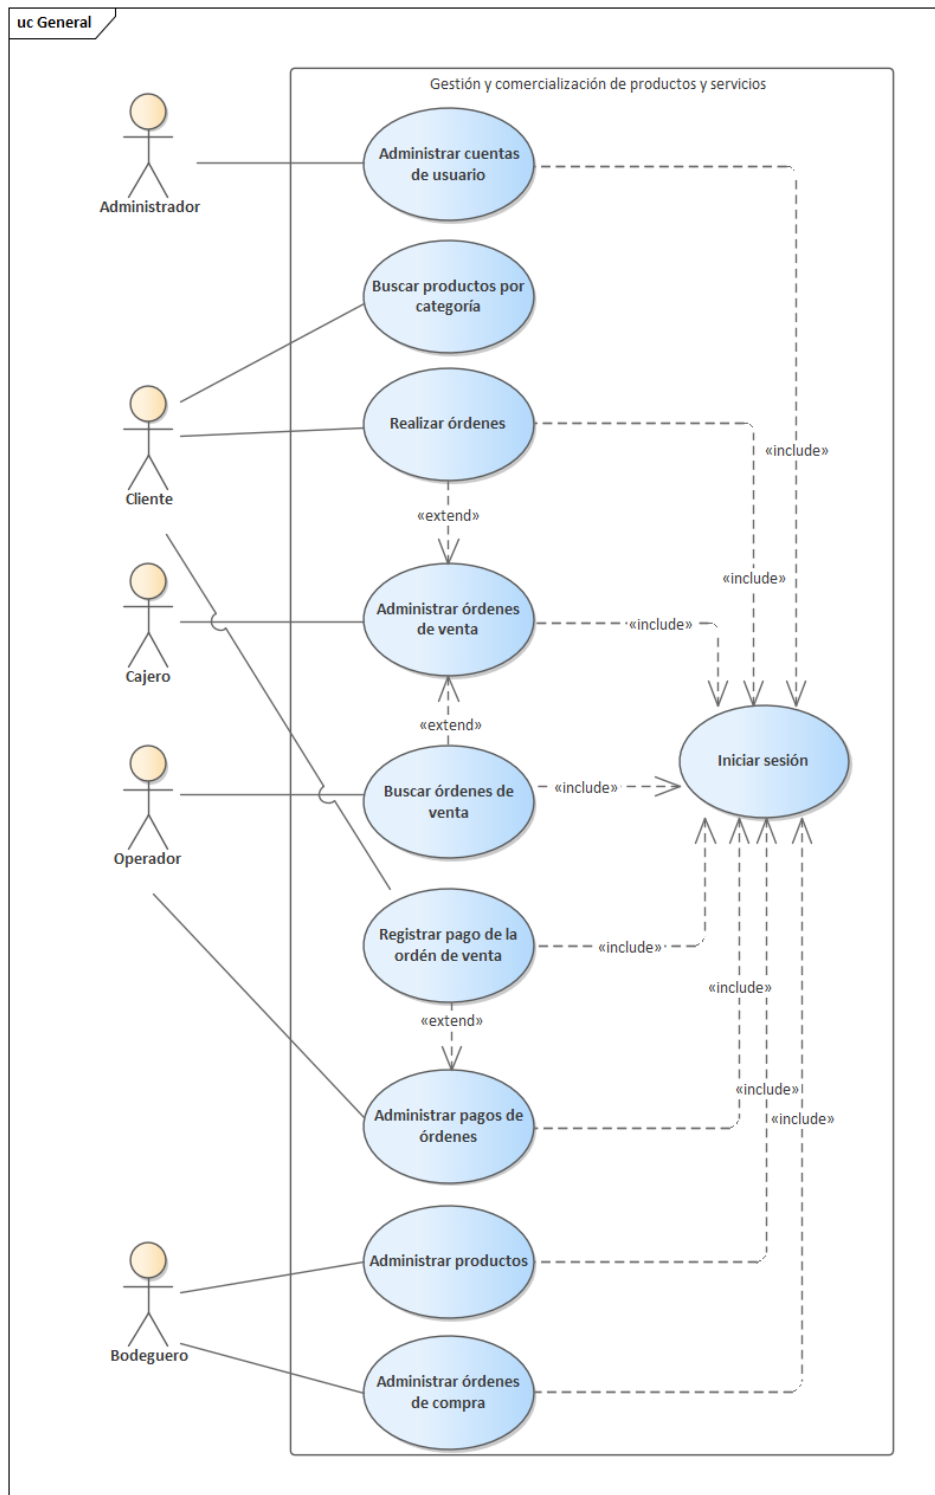 uc General
Gestión y comercialización de productos y servicios
Administrar cuentas
de usuario
Administrador
Buscar productos por
categoría
Realizar órdenes
«include»
Cliente
«extend»
«include»
Administrar órdenes
de venta
«include»
Cajero
«extend»
Iniciar sesión
Buscar órdenes de
venta
«include»
Operador
Registrar pago de la
ordén de venta
«include»
«include»
«extend»
«include»
Administrar pagos de
órdenes
«include»
Administrar productos
Bodeguero
Administrar órdenes
de compra